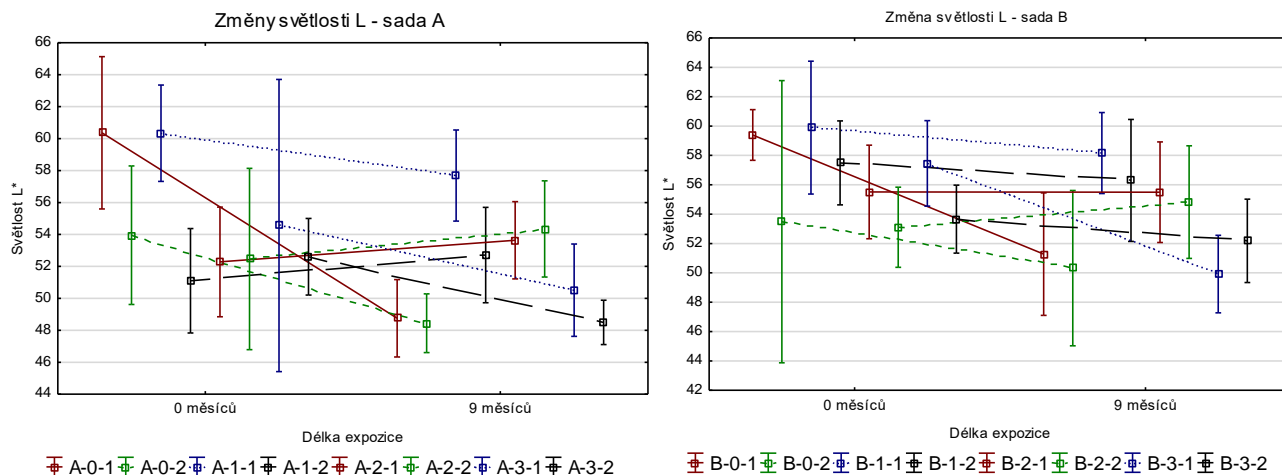 Změny světlosti L - sada A
Světlost L*
66
64
62
60
58
56
54
52
50
48
46
44
0 měsíců 9 měsíců
Délka expozice
A-0-1 A-0-2 A-1-1 A-1-2 A-2-1 A-2-2 A-3-1 A-3-2
Změna světlosti L - sada B
Světlost L*
66
64
62
60
58
56
54
52
50
48
46
44
42
0 měsíců 9 měsíců
Délka expozice
B-0-1 B-0-2 B-1-1 B-1-2 B-2-1 B-2-2 B-3-1 B-3-2